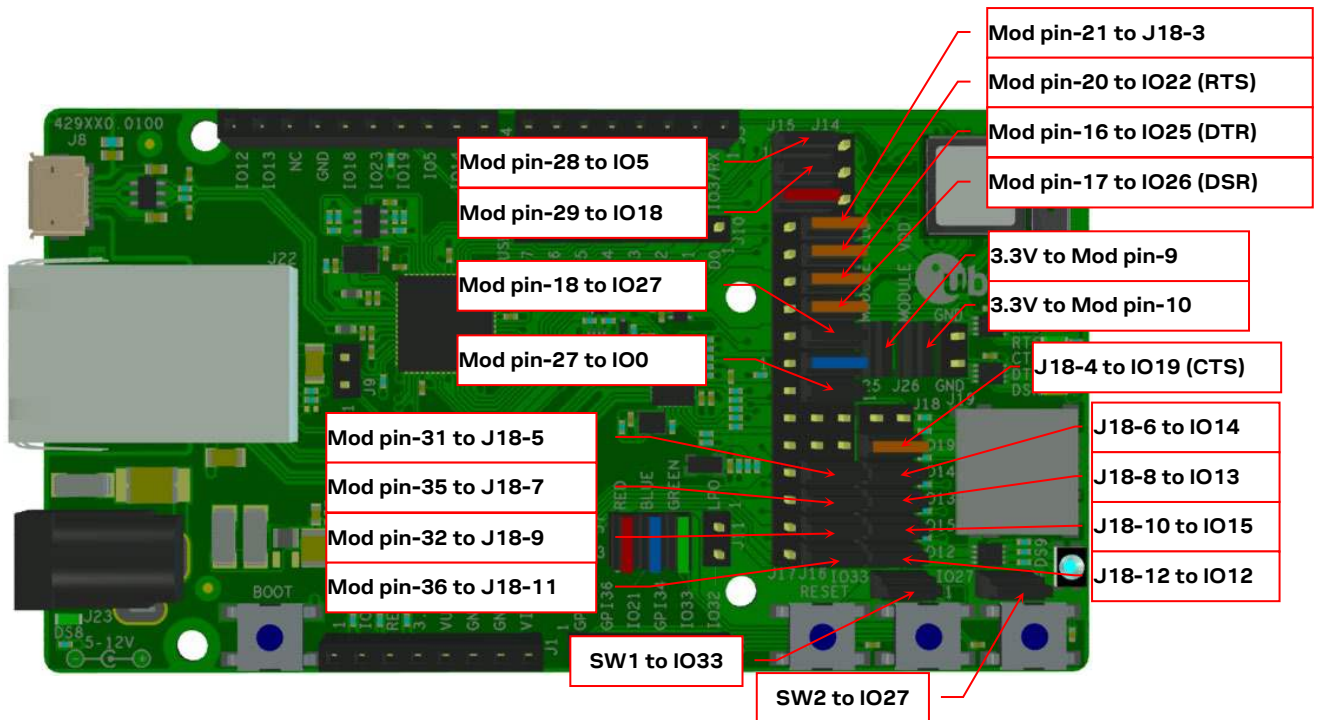 Mod pin-21 to J18-3
Mod pin-20 to IO22 (RTS)
Mod pin-16 to IO25 (DTR)
Mod pin-17 to IO26 (DSR)
429XX0.0100
J8
J15 J14
IO12
IO13
NC
GND
IO18
IO23
IO19
IO5
Mod pin-28 to IO5
Mod pin-29 to IO18
IO37/RX
J10
J22
MODULE VDD
3.3V to Mod pin-9
3.3V to Mod pin-10
GND
Mod pin-18 to IO27
Mod pin-27 to IO0
J9
1
J26 GND
J18 J19
J18-4 to IO19 (CTS)
Mod pin-31 to J18-5
Mod pin-35 to J18-7
Mod pin-32 to J18-9
Mod pin-36 to J18-11
J18-6 to IO14
J18-8 to IO13
J18-10 to IO15
J18-12 to IO12
RED
BLUE
GREEN
LPO
J11
DS9
J17 J16 IO33
IO27
RESET
1
BOOT
J23
DS8
5-12V
J1
GPI36
IO21
GPI34
IO33
IO32
SW1 to IO33
SW2 to IO27